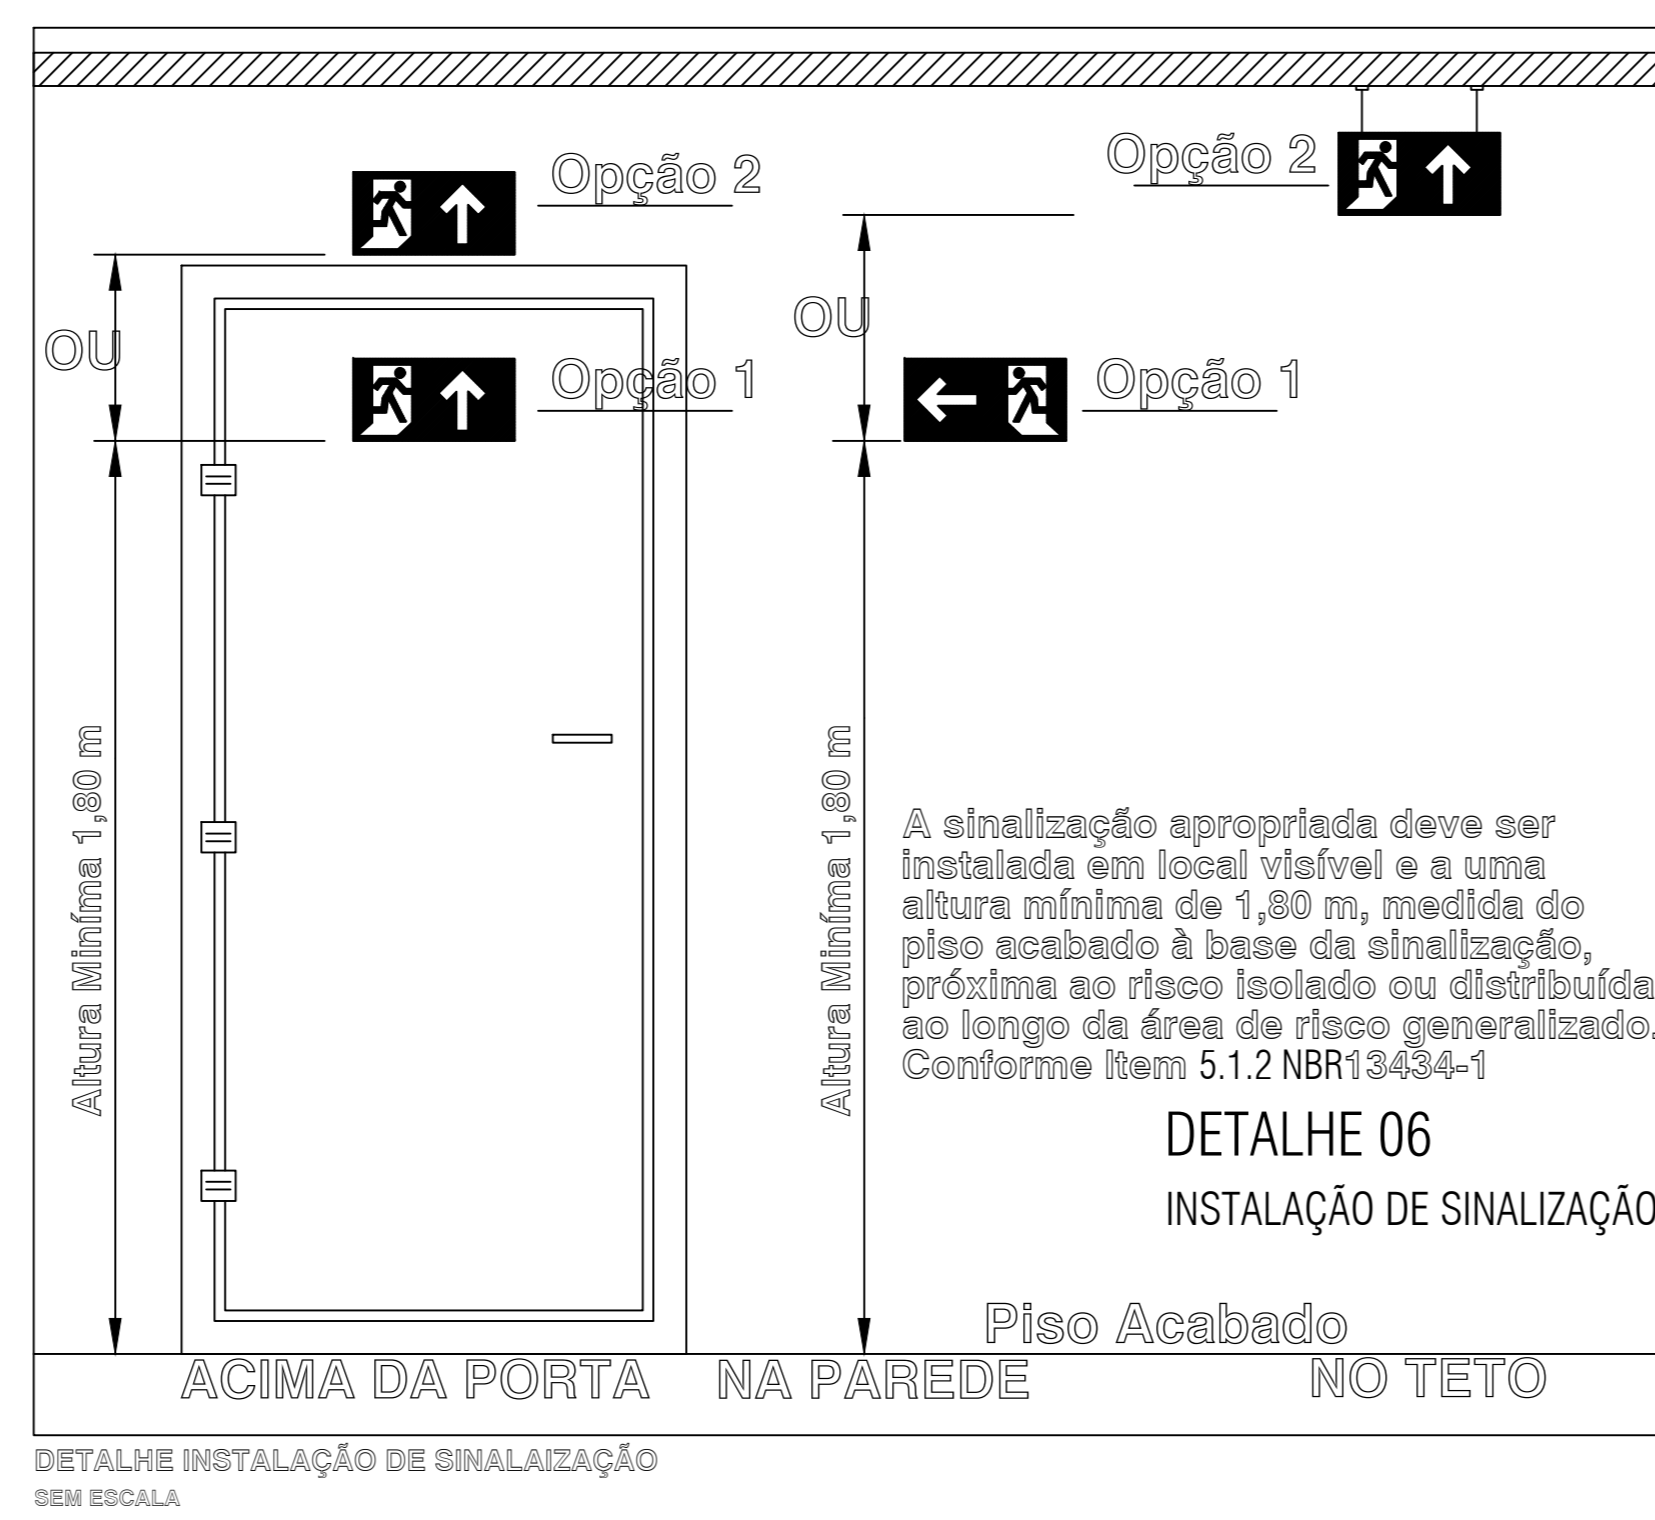 Opção 2
Opção 2
OU
OU
Opção 1
Opção 1
Altura Miníma 1,80 m
Altura Miníma 1,80 m
A sinalização apropriada deve ser
instalada em local visível e a uma
altura mínima de 1,80 m, medida do
piso acabado à base da sinalização,
próxima ao risco isolado ou distribuída
ao longo da área de risco generalizado.
Conforme Item 5.1.2 NBR13434-1
DETALHE 06
INSTALAÇÃO DE SINALIZAÇÃO
Piso Acabado
ACIMA DA PORTA
NA PAREDE
NO TETO
DETALHE INSTALAÇÃO DE SINALAIZAÇÃO
SEM ESCALA